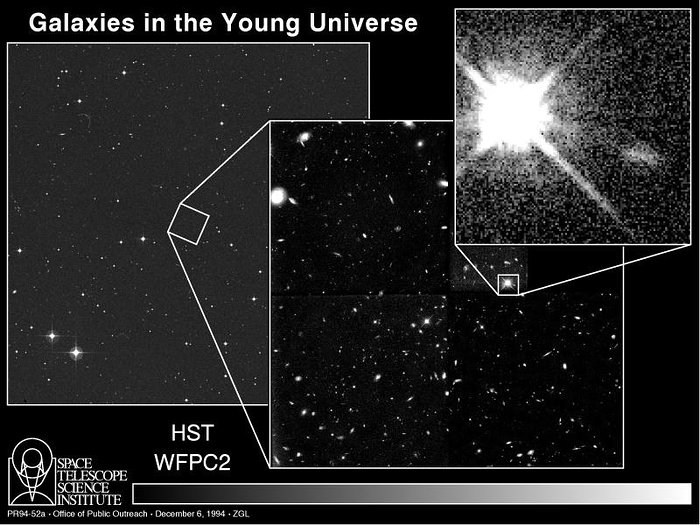 Galaxies in the Young Universe
HST
WFPC2
SPACE
TELESCOPE
SCIENCE
INSTITUTE
PR94-52a • Office of Public Outreach • December 6, 1994 • ZGL